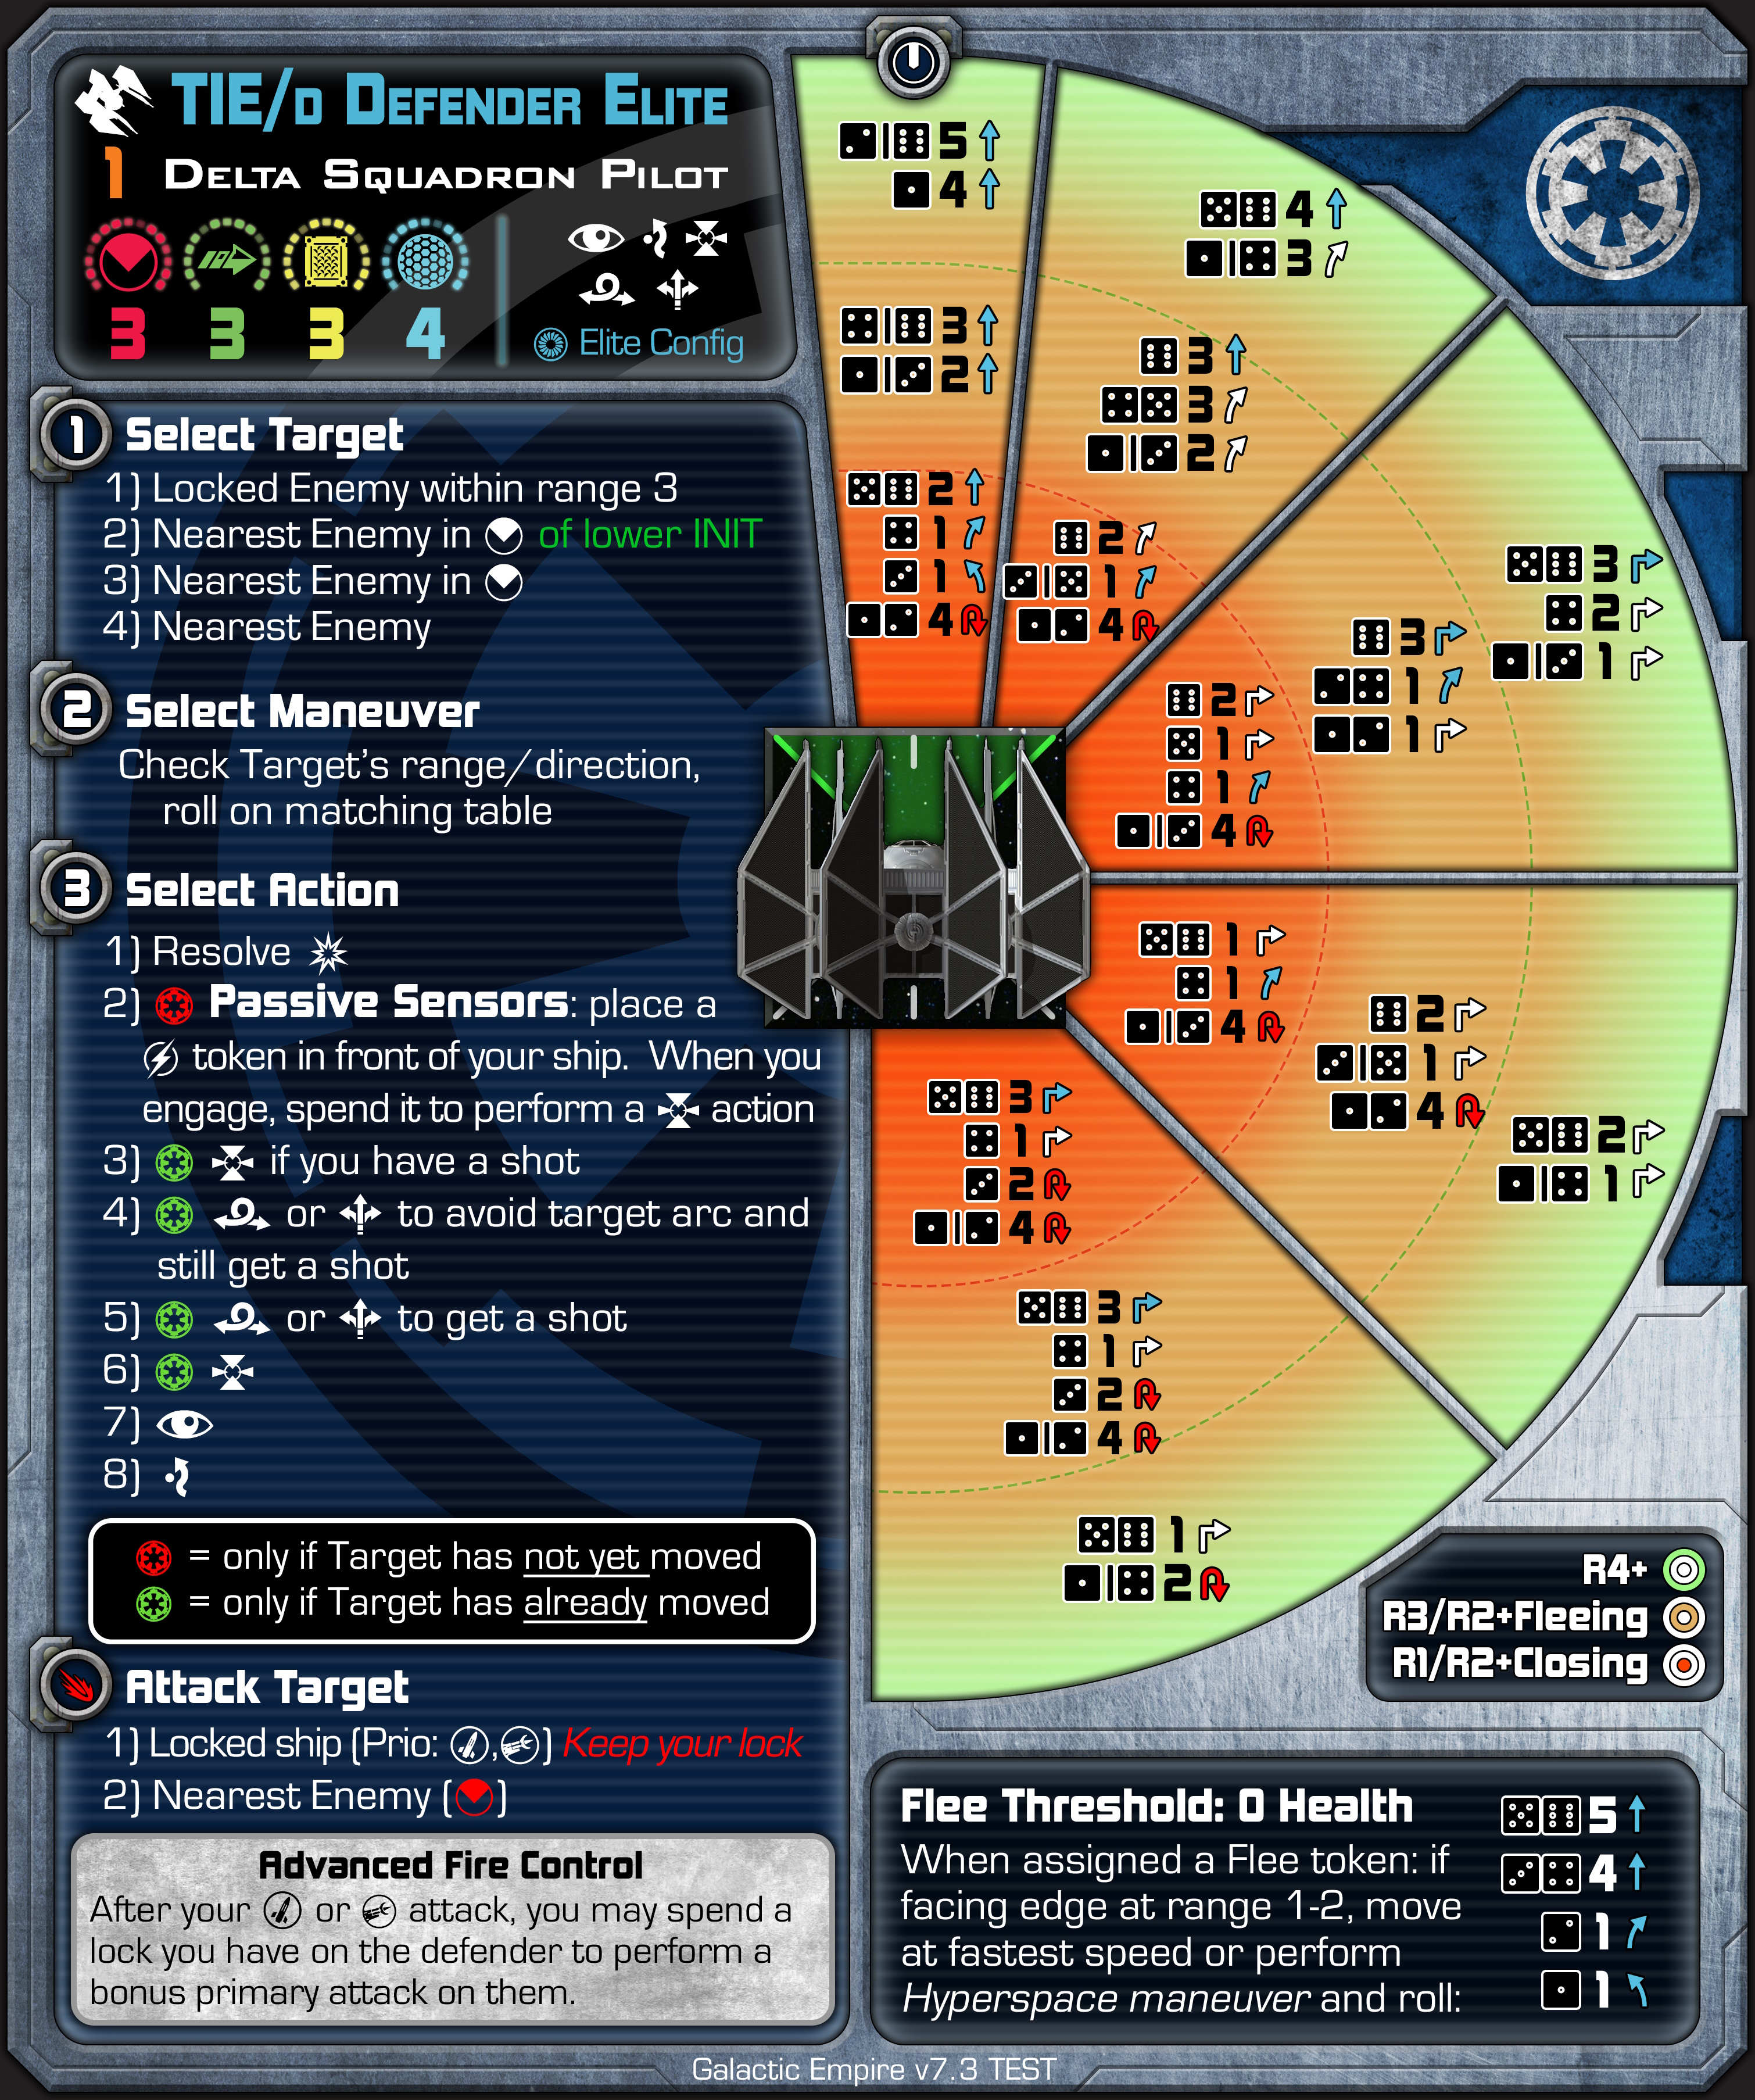 TIE/D Defender Elite
1 Delta Squadron Pilot
3 3 3 4
Elite Config
1 Select Target
1) Locked Enemy within range 3
2) Nearest Enemy in of lower INIT
3) Nearest Enemy in
4) Nearest Enemy
2 Select Maneuver
Check Target's range/direction,
roll on matching table
3 Select Action
1) Resolve
2) Passive Sensors: place a
token in front of your ship. When you
engage, spend it to perform a action
3) if you have a shot
4) or to avoid target arc and
still get a shot
5) or to get a shot
6)
7)
8)
= only if Target has not yet moved
= only if Target has already moved
Attack Target
1) Locked ship (Prio: , ) Keep your lock
2) Nearest Enemy ( )
Advanced Fire Control
After your or attack, you may spend a
lock you have on the defender to perform a
bonus primary attack on them.
5
4
3
2
2
1
1
4
4
3
3
3
2
2
1
4
3
2
1
3
1
1
2
1
1
4
1
1
4
2
1
4
2
1
3
1
2
4
3
1
2
4
1
2
R4+
R3/R2+Fleeing
R1/R2+Closing
Flee Threshold: 0 Health
When assigned a Flee token: if
facing edge at range 1-2, move
at fastest speed or perform
Hyperspace maneuver and roll:
5
4
1
1
Galactic Empire v7.3 TEST